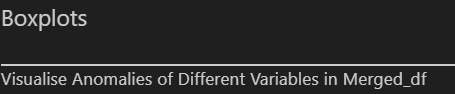 Boxplots
Visualise Anomalies of Different Variables in Merged_df